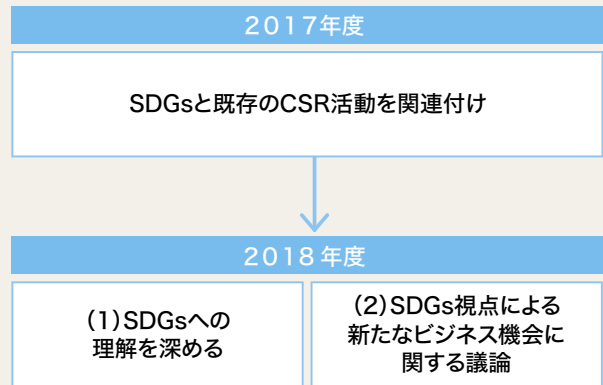 2017年度
SDGsと既存のCSR活動を関連付け
2018年度
(1)SDGsへの
理解を深める
(2)SDGs視点による
新たなビジネス機会に
関する議論